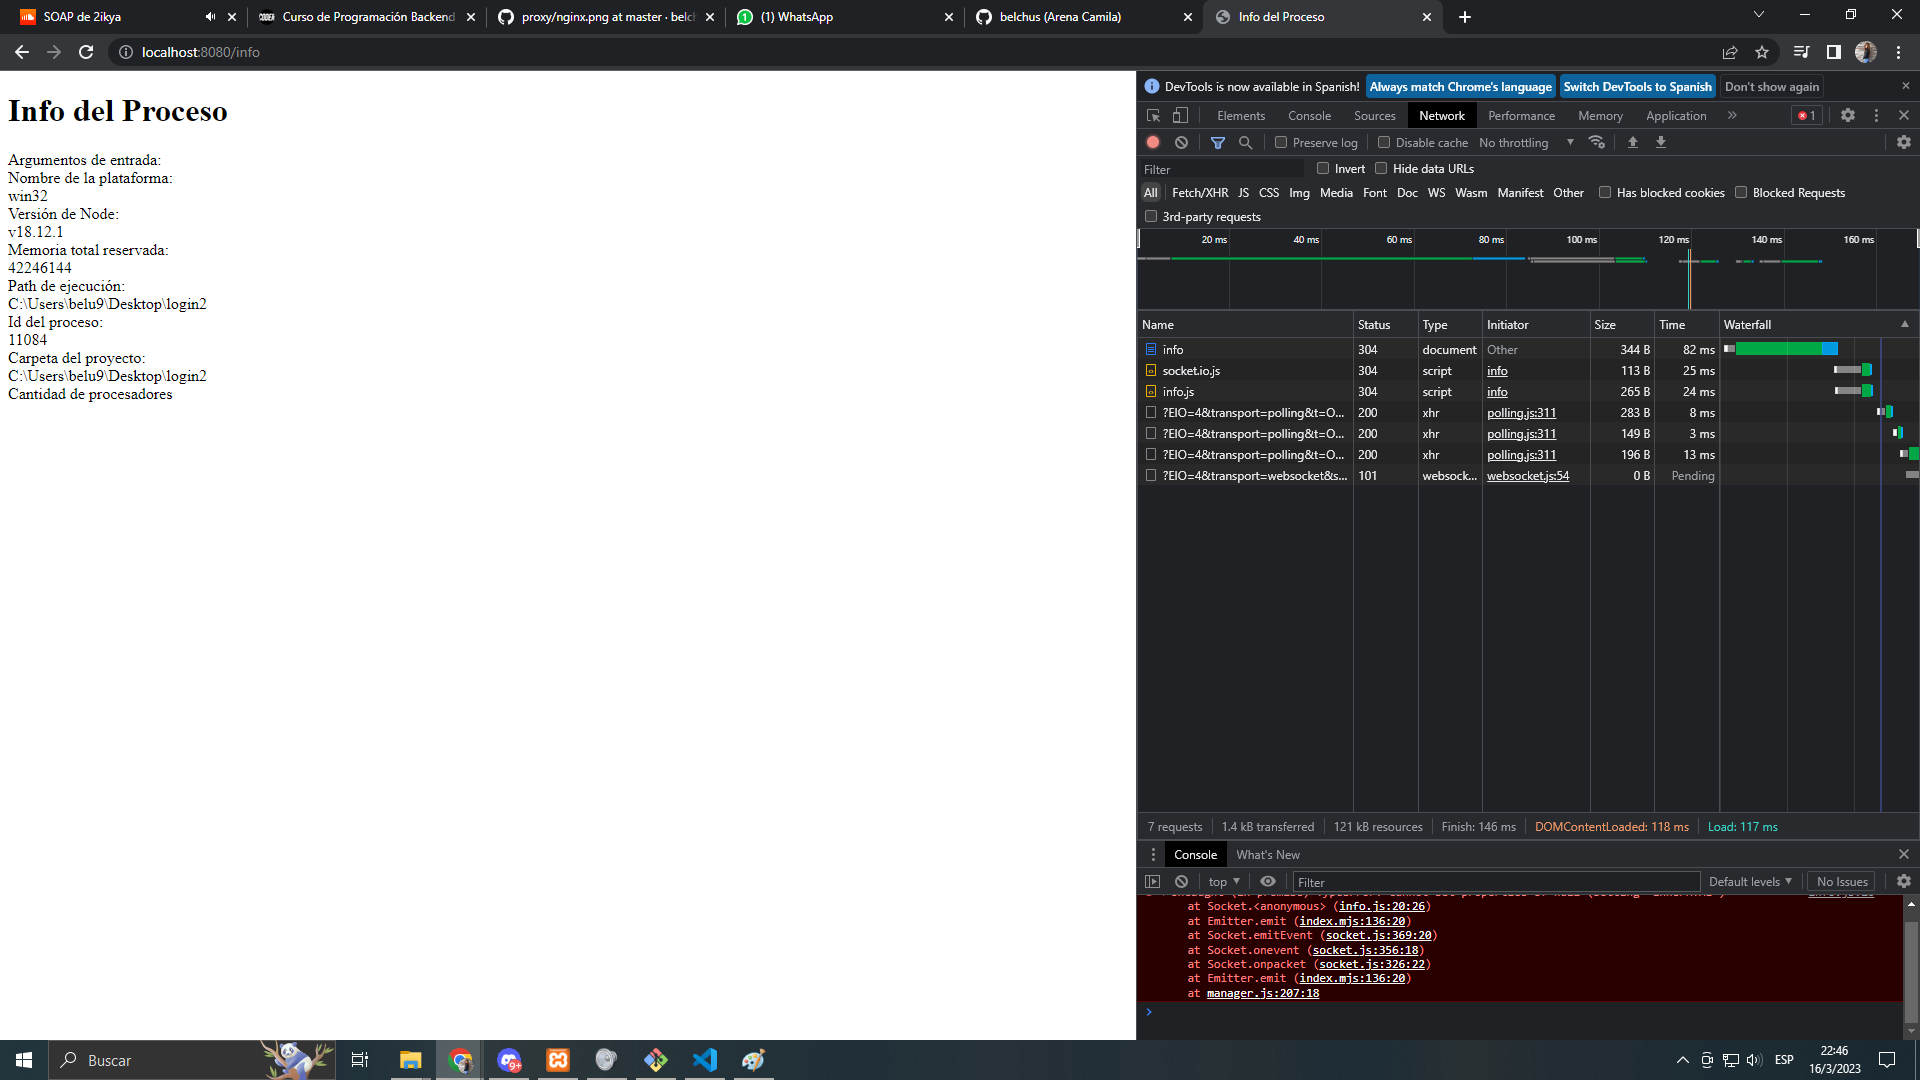 SOAP de 2ikya
Curso de Programación Backend
proxy/nginx.png at master · belch
(1) WhatsApp
belchus (Arena Camila)
Info del Proceso
localhost:8080/info
Info del Proceso
Argumentos de entrada:
Nombre de la plataforma:
win32
Versión de Node:
v18.12.1
Memoria total reservada:
42246144
Path de ejecución:
C:\Users\belu9\Desktop\login2
Id del proceso:
11084
Carpeta del proyecto:
C:\Users\belu9\Desktop\login2
Cantidad de procesadores
DevTools is now available in Spanish! Always match Chrome's language Switch DevTools to Spanish Don't show again
Elements Console Sources Network Performance Memory Application 1
Preserve log Disable cache No throttling
Filter Invert Hide data URLs
All Fetch/XHR JS CSS Img Media Font Doc WS Wasm Manifest Other Has blocked cookies Blocked Requests
3rd-party requests
20 ms 40 ms 60 ms 80 ms 100 ms 120 ms 140 ms 160 ms
Name Status Type Initiator Size Time Waterfall
info 304 document Other 344 B 82 ms
socket.io.js 304 script info 113 B 25 ms
info.js 304 script info 265 B 24 ms
?EIO=4&transport=polling&t=O... 200 xhr polling.js:311 283 B 8 ms
?EIO=4&transport=polling&t=O... 200 xhr polling.js:311 149 B 3 ms
?EIO=4&transport=polling&t=O... 200 xhr polling.js:311 196 B 13 ms
?EIO=4&transport=websocket&s... 101 websock... websocket.js:54 0 B Pending
7 requests 1.4 kB transferred 121 kB resources Finish: 146 ms DOMContentLoaded: 118 ms Load: 117 ms
Console What's New
top Filter Default levels No Issues
at Socket.<anonymous> (info.js:20:26)
at Emitter.emit (index.mjs:136:20)
at Socket.emitEvent (socket.js:369:20)
at Socket.onevent (socket.js:356:18)
at Socket.onpacket (socket.js:326:22)
at Emitter.emit (index.mjs:136:20)
at manager.js:207:18
Buscar
9+
ESP
22:46
16/3/2023